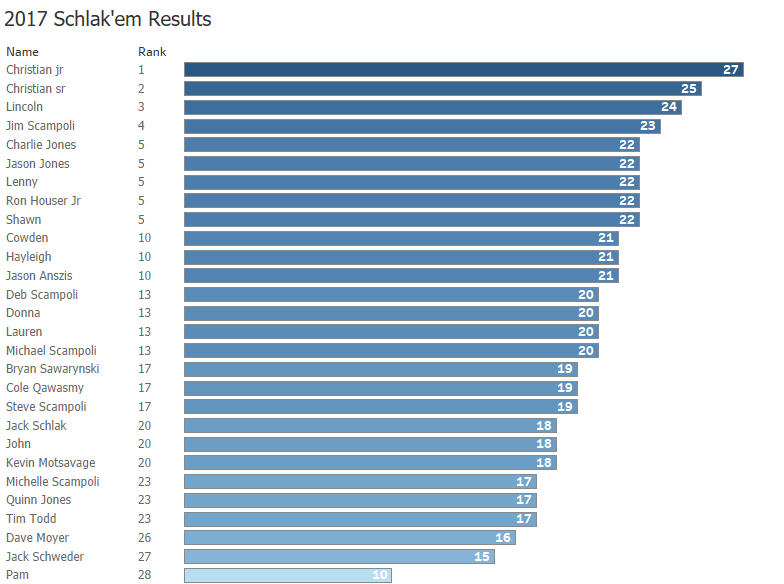 2017 Schlak'em Results
Name Rank
Christian jr 1 27
Christian sr 2 25
Lincoln 3 24
Jim Scampoli 4 23
Charlie Jones 5 22
Jason Jones 5 22
Lenny 5 22
Ron Houser Jr 5 22
Shawn 5 22
Cowden 10 21
Hayleigh 10 21
Jason Anszis 10 21
Deb Scampoli 13 20
Donna 13 20
Lauren 13 20
Michael Scampoli 13 20
Bryan Sawarynski 17 19
Cole Qawasmy 17 19
Steve Scampoli 17 19
Jack Schlak 20 18
John 20 18
Kevin Motsavage 20 18
Michelle Scampoli 23 17
Quinn Jones 23 17
Tim Todd 23 17
Dave Moyer 26 16
Jack Schweder 27 15
Pam 28 10